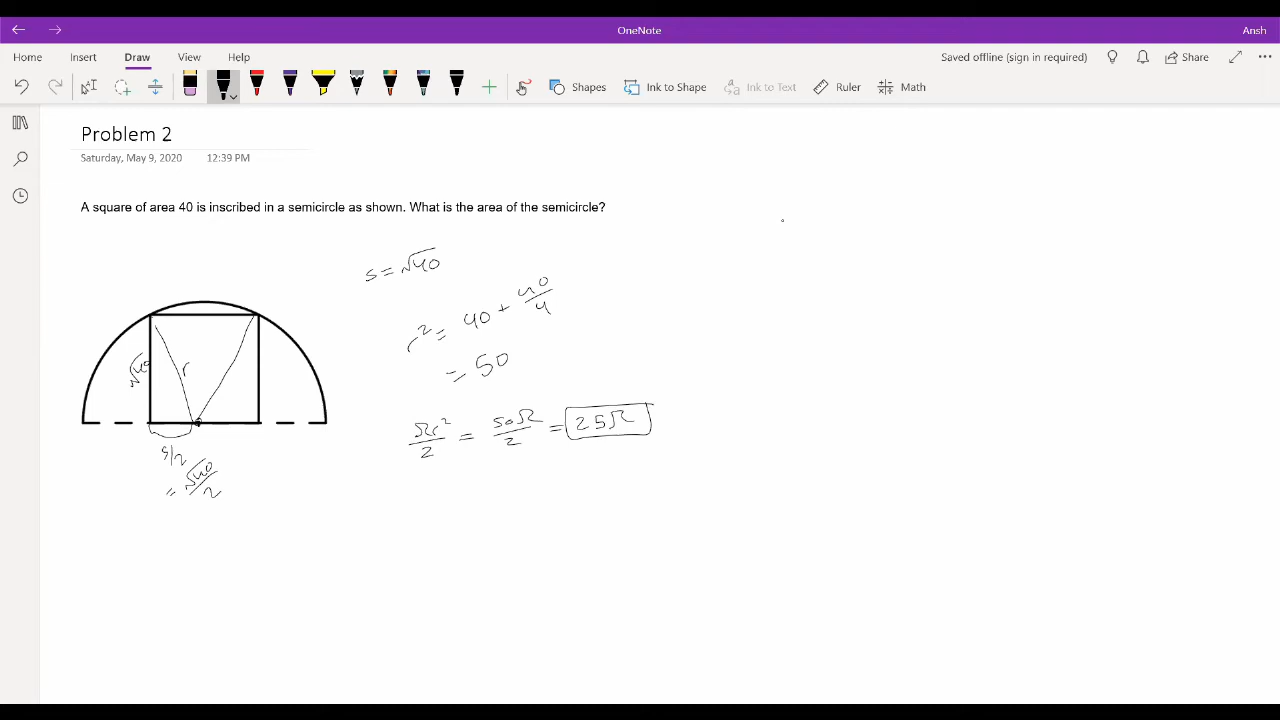 OneNote
Ansh
Home Insert Draw View Help
Saved offline (sign in required) Share
Shapes Ink to Shape Ink to Text Ruler Math
Problem 2
Saturday, May 9, 2020 12:39 PM
A square of area 40 is inscribed in a semicircle as shown. What is the area of the semicircle?
s = √40
r² = 40 + 40/4
= 50
πr²/2 = 50π/2 = 25π
√40
r
s/2
= √40/2